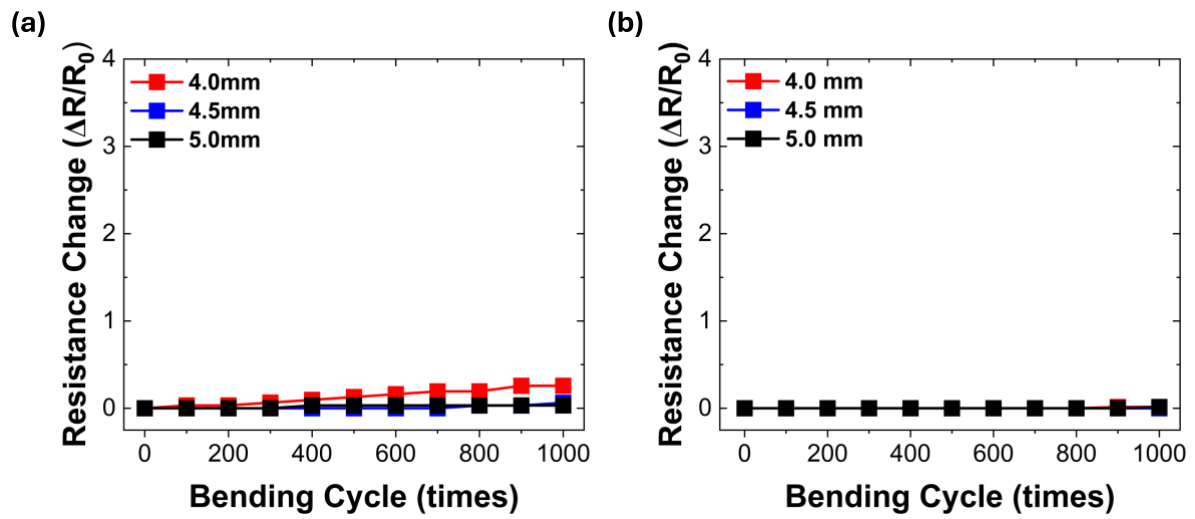 (a)
Resistance Change (ΔR/R0)
4
3
2
1
0
4.0mm
4.5mm
5.0mm
0 200 400 600 800 1000
Bending Cycle (times)
(b)
Resistance Change (ΔR/R0)
4
3
2
1
0
4.0 mm
4.5 mm
5.0 mm
0 200 400 600 800 1000
Bending Cycle (times)